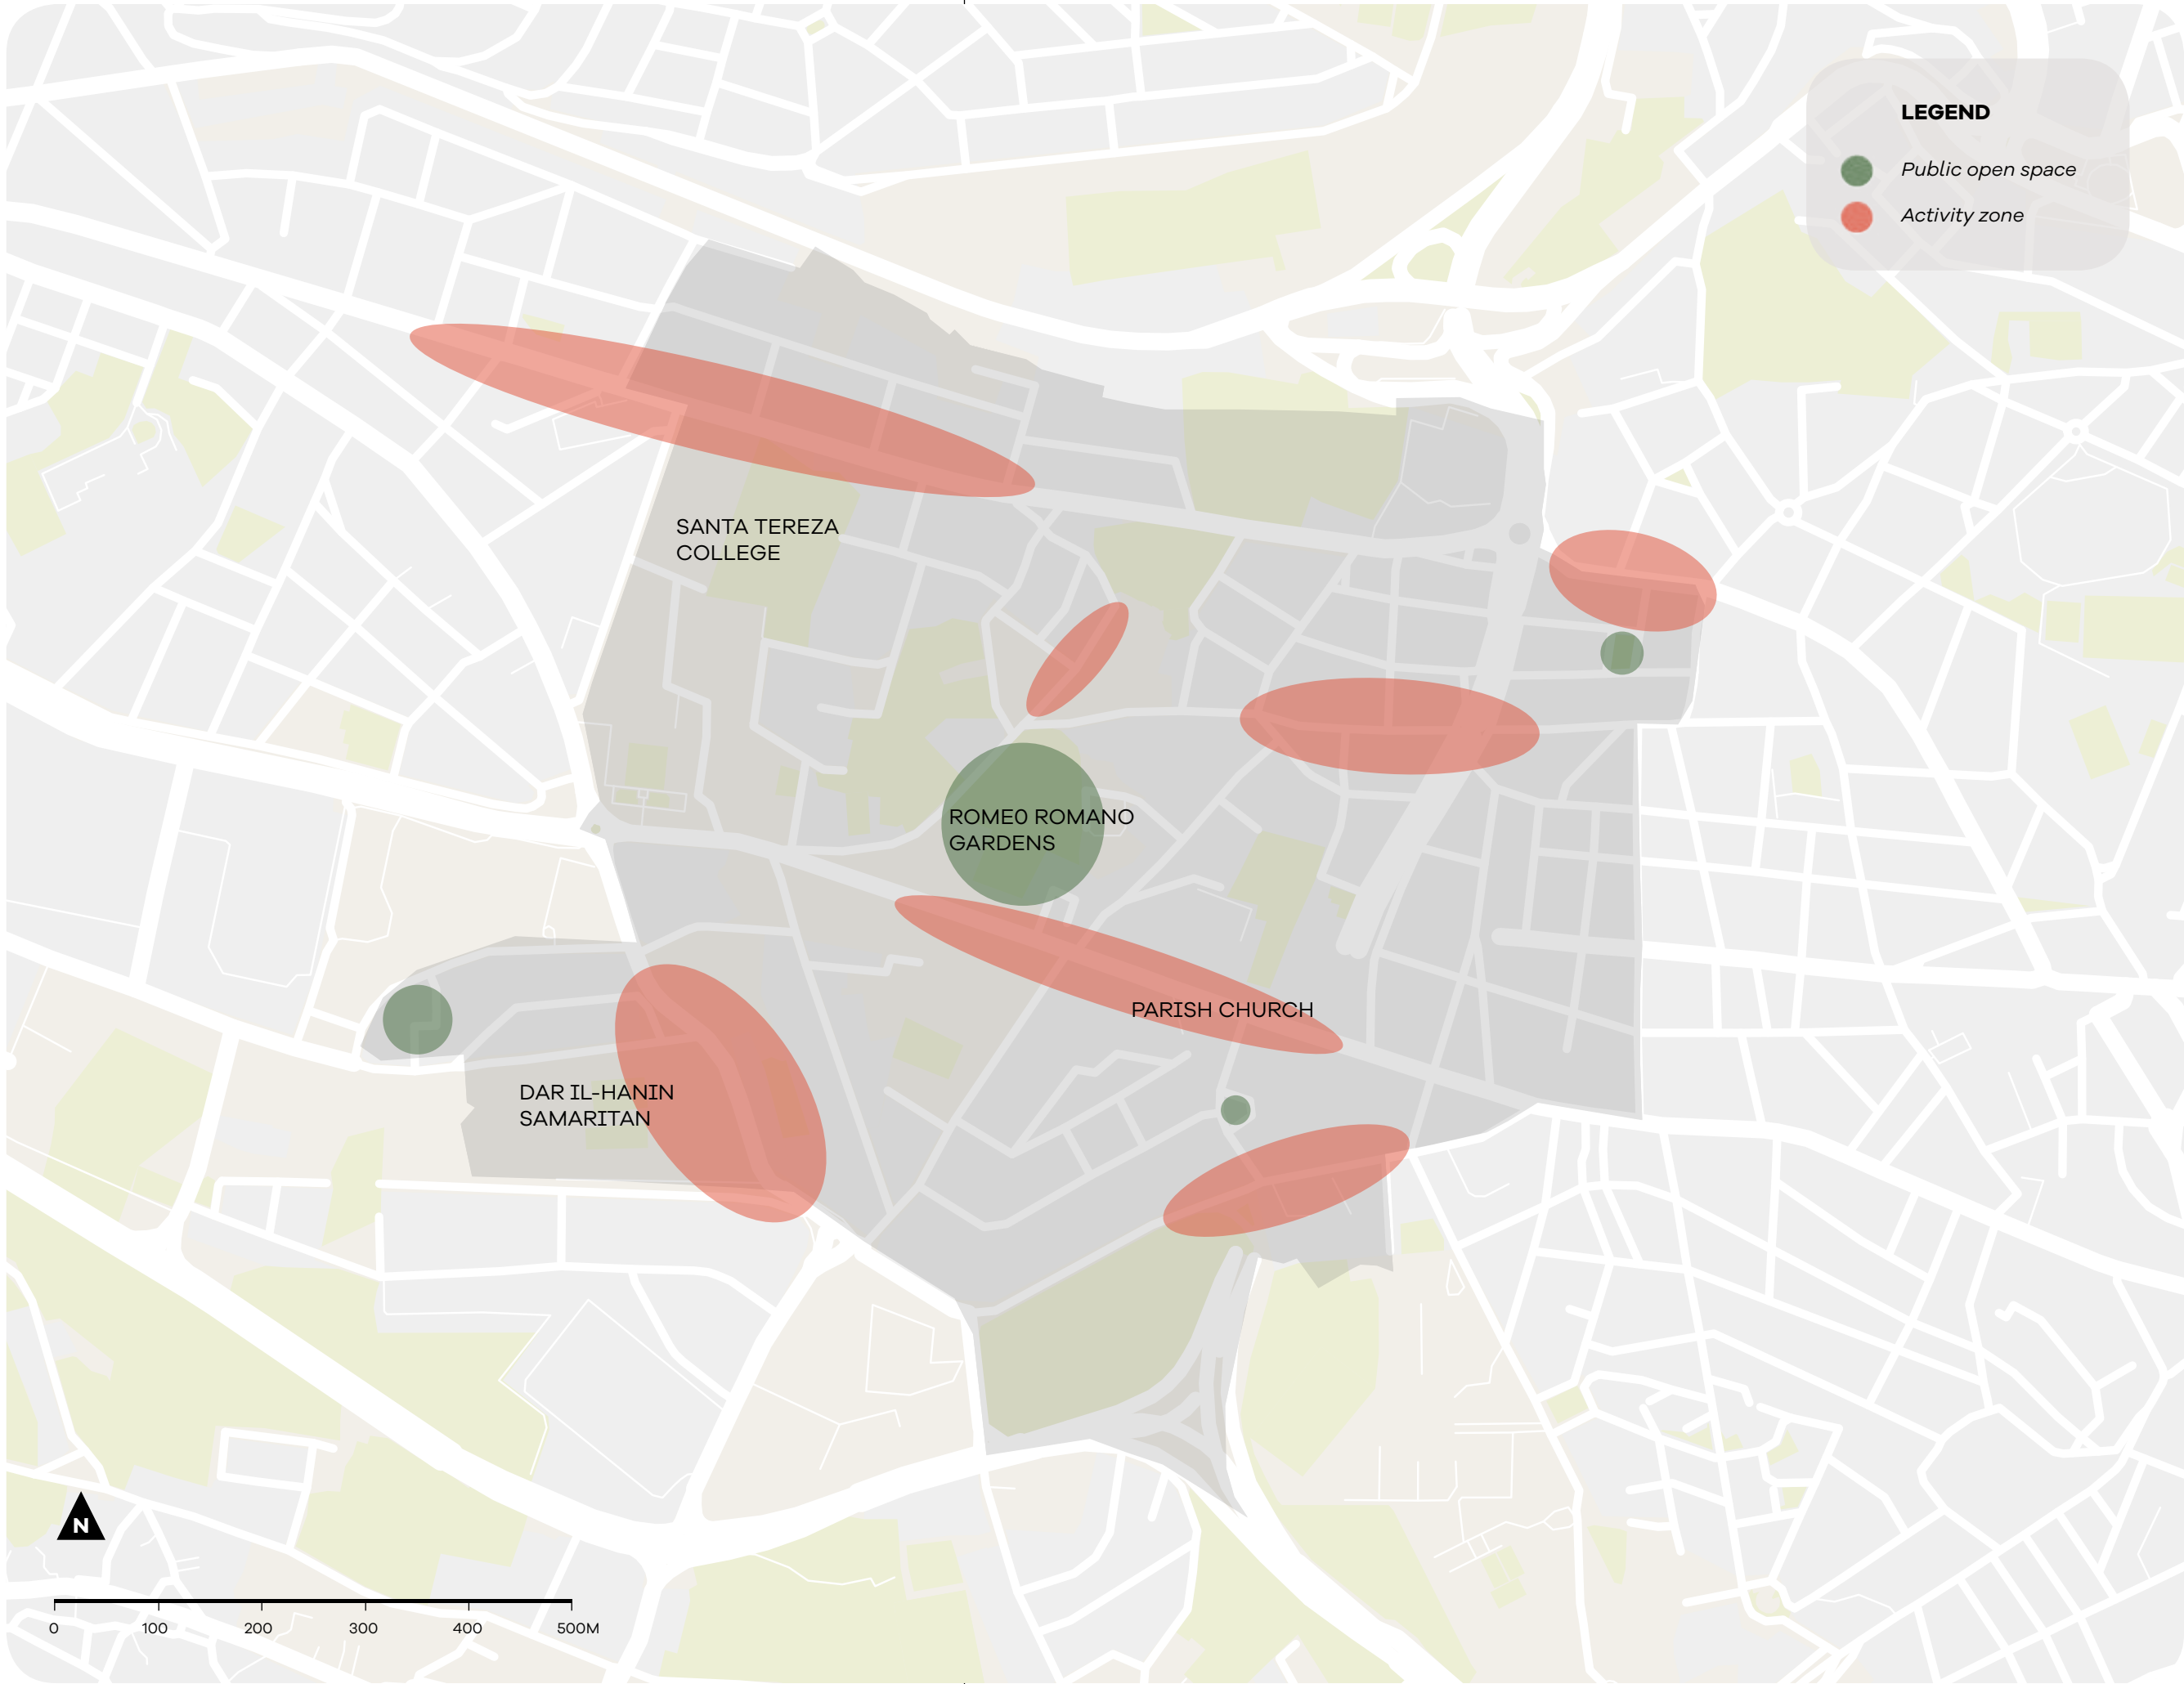 LEGEND
Public open space
Activity zone
SANTA TEREZA
COLLEGE
ROME0 ROMANO
GARDENS
PARISH CHURCH
DAR IL-HANIN
SAMARITAN
N
0 100 200 300 400 500M